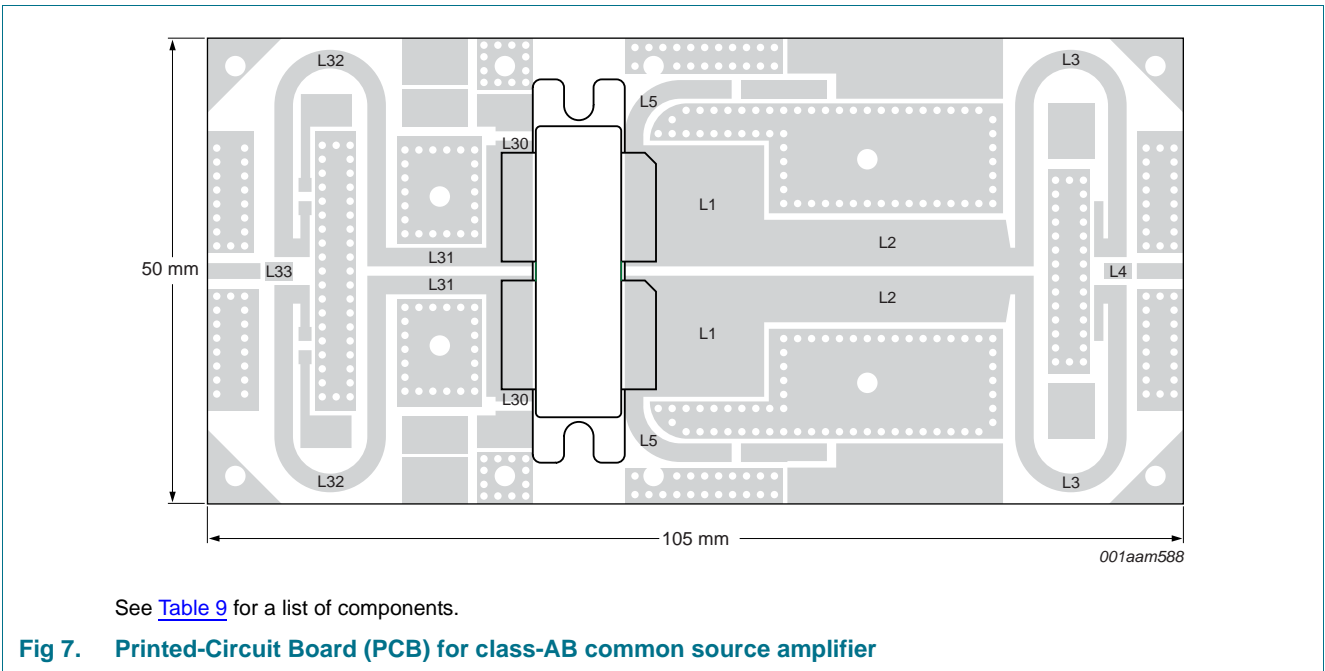 L32
L3
L5
L30
L1
L2
L31
50 mm
L33
L4
L31
L2
L1
L30
L5
L32
L3
105 mm
001aam588
See Table 9 for a list of components.
Fig 7. Printed-Circuit Board (PCB) for class-AB common source amplifier